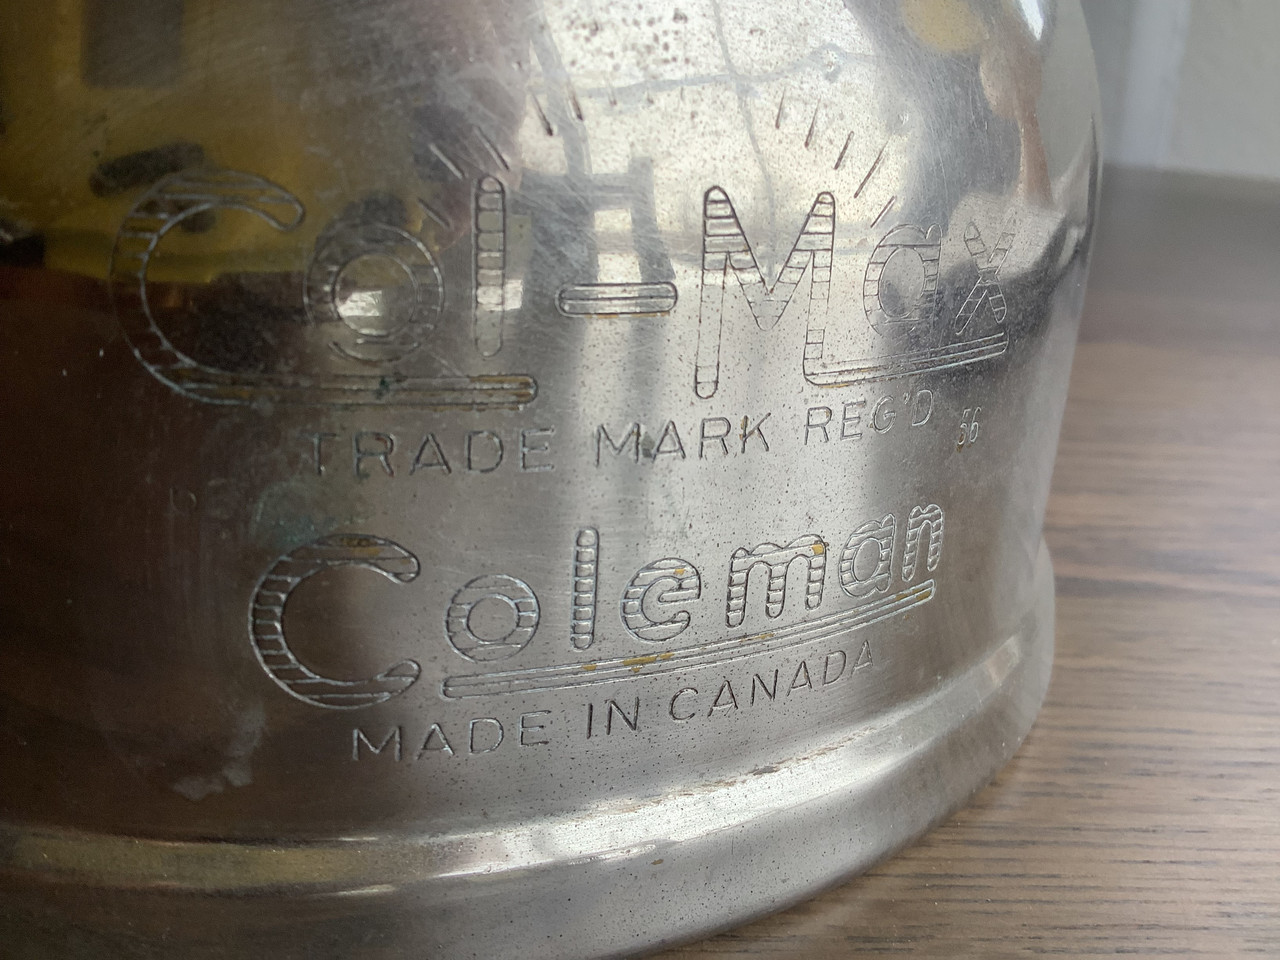 Col-Max
TRADE MARK REG'D 56
Coleman
MADE IN CANADA